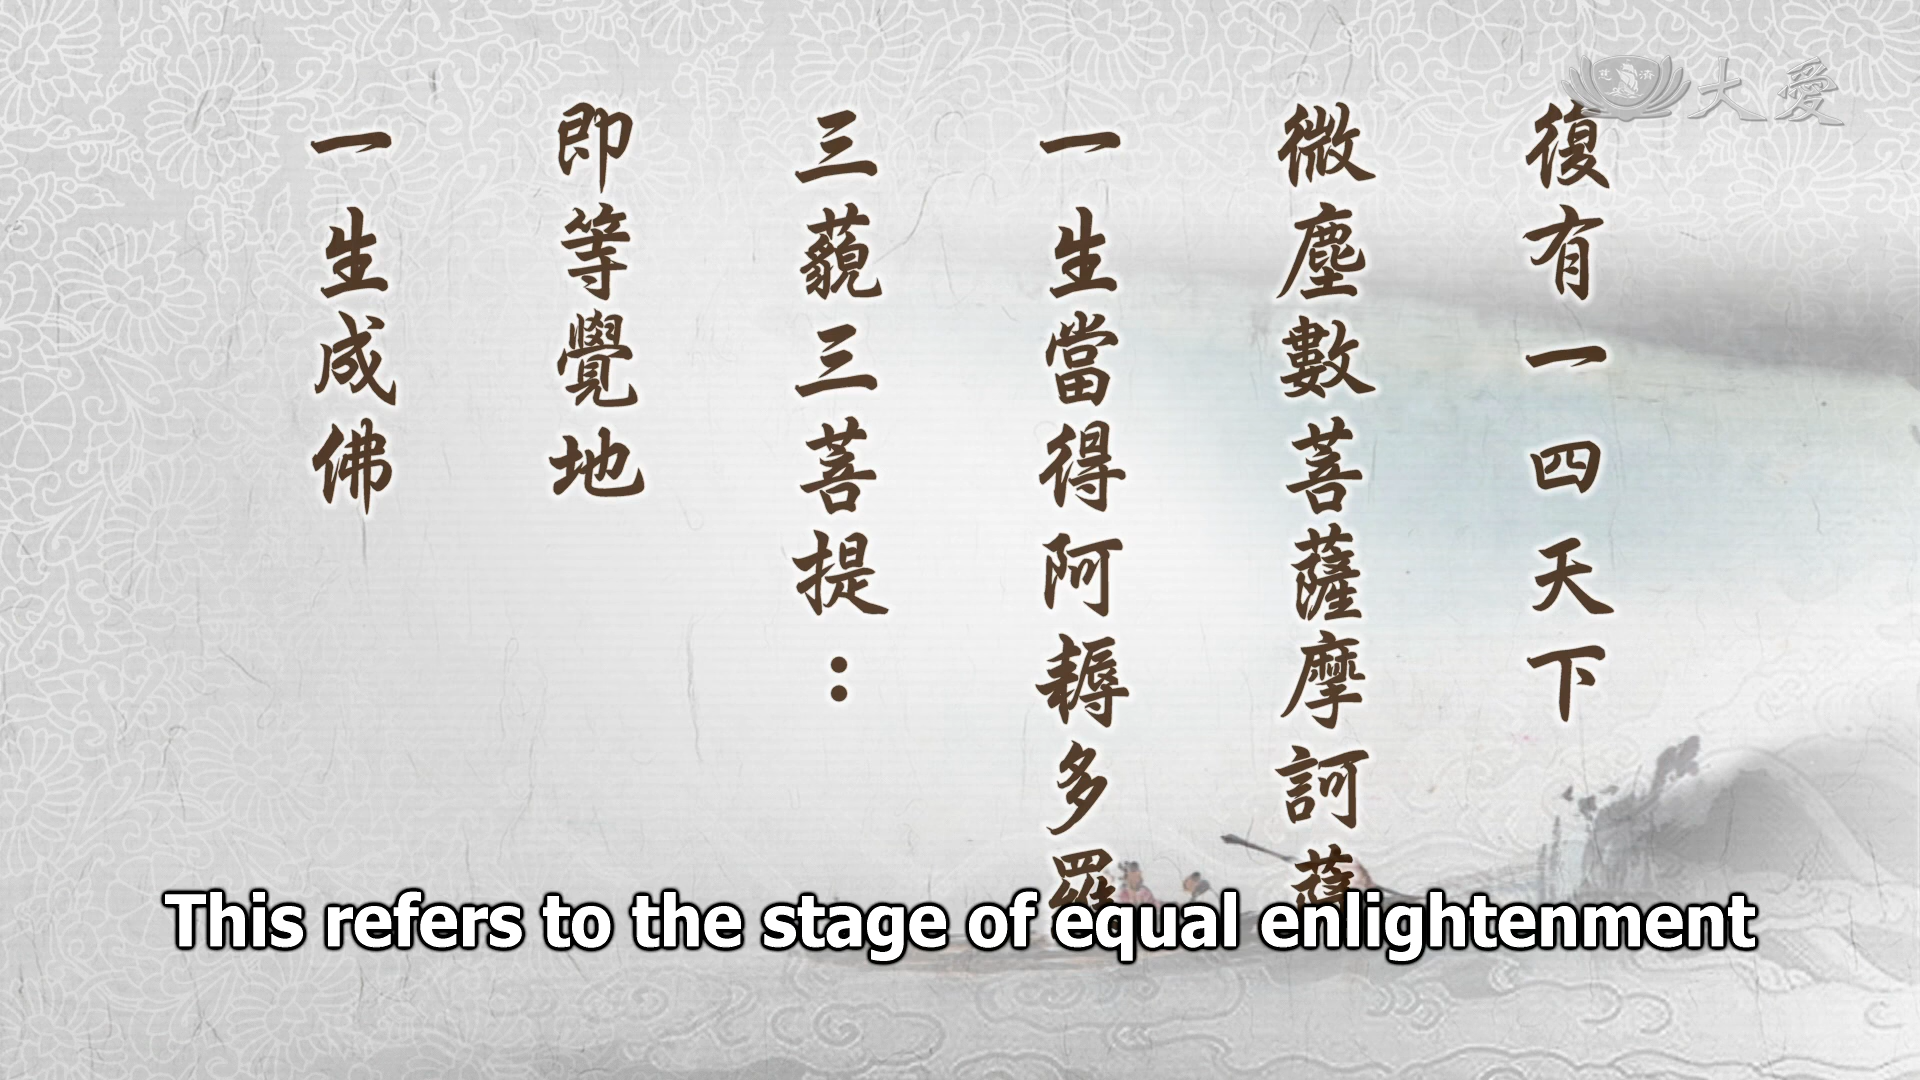 大愛
復有一四天下
微塵數菩薩摩訶薩
一生當得阿耨多羅
三藐三菩提：
即等覺地
一生成佛
This refers to the stage of equal enlightenment